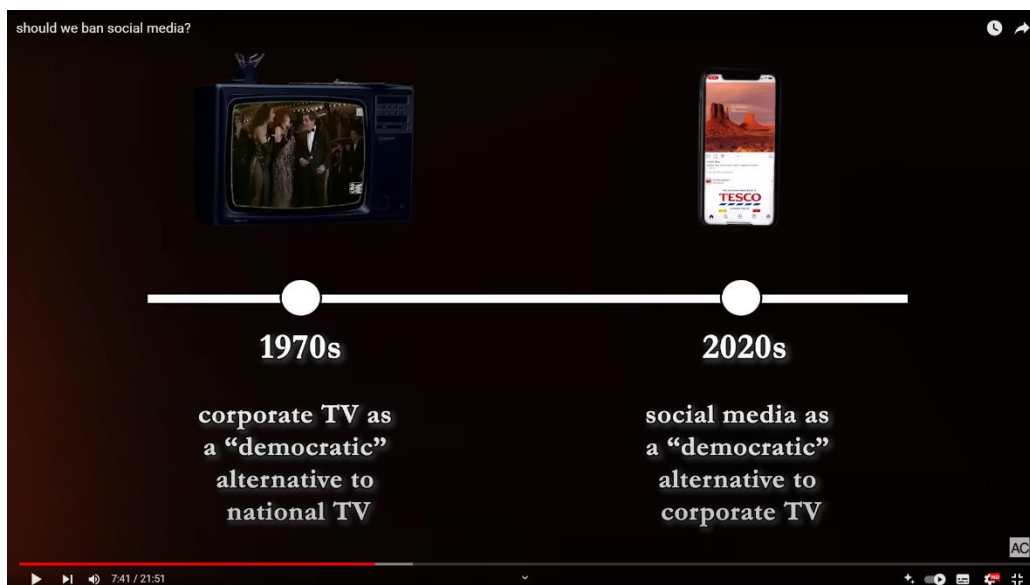 should we ban social media?
TESCO
1970s
2020s
corporate TV as
a “democratic”
alternative to
national TV
social media as
a “democratic”
alternative to
corporate TV
AC
7:41 / 21:51
HD